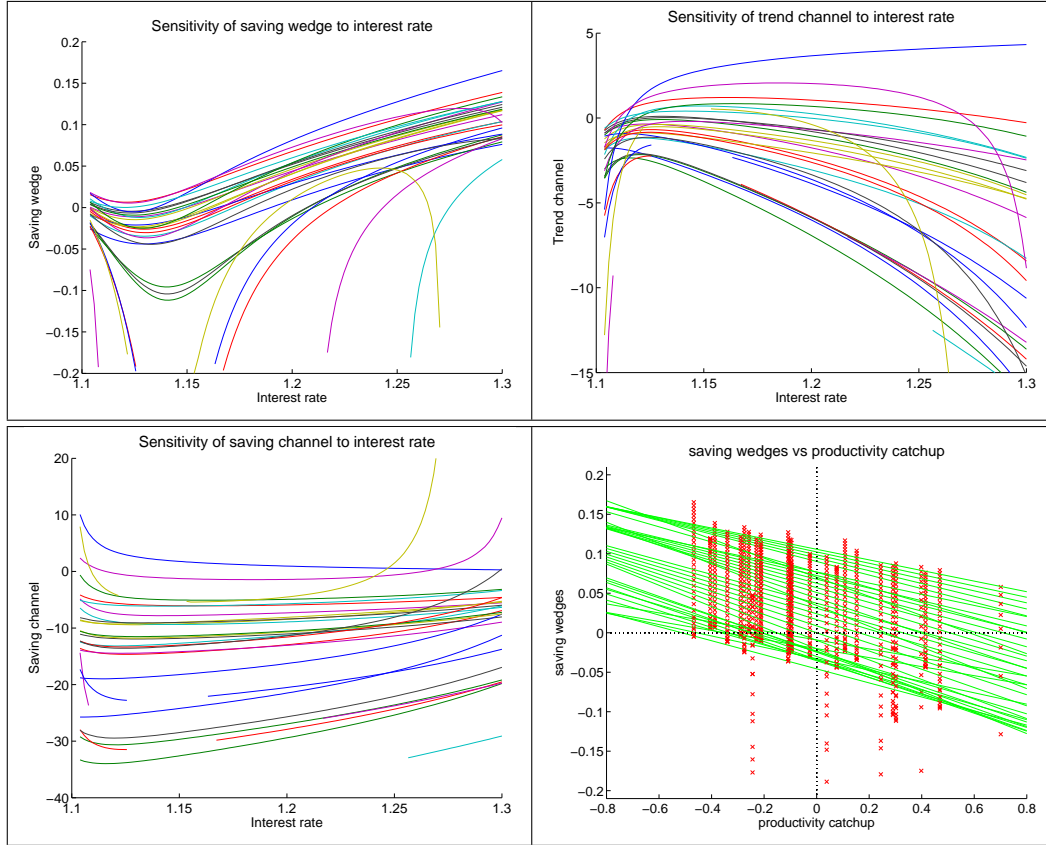 Sensitivity of saving wedge to interest rate
0.2
0.15
0.1
0.05
0
−0.05
−0.1
−0.15
−0.2
Saving wedge
1.1 1.15 1.2 1.25 1.3
Interest rate
Sensitivity of trend channel to interest rate
5
0
−5
−10
−15
Trend channel
1.1 1.15 1.2 1.25 1.3
Interest rate
Sensitivity of saving channel to interest rate
20
10
0
−10
−20
−30
−40
Saving channel
1.1 1.15 1.2 1.25 1.3
Interest rate
saving wedges vs productivity catchup
0.2
0.15
0.1
0.05
0
−0.05
−0.1
−0.15
−0.2
saving wedges
−0.8 −0.6 −0.4 −0.2 0 0.2 0.4 0.6 0.8
productivity catchup